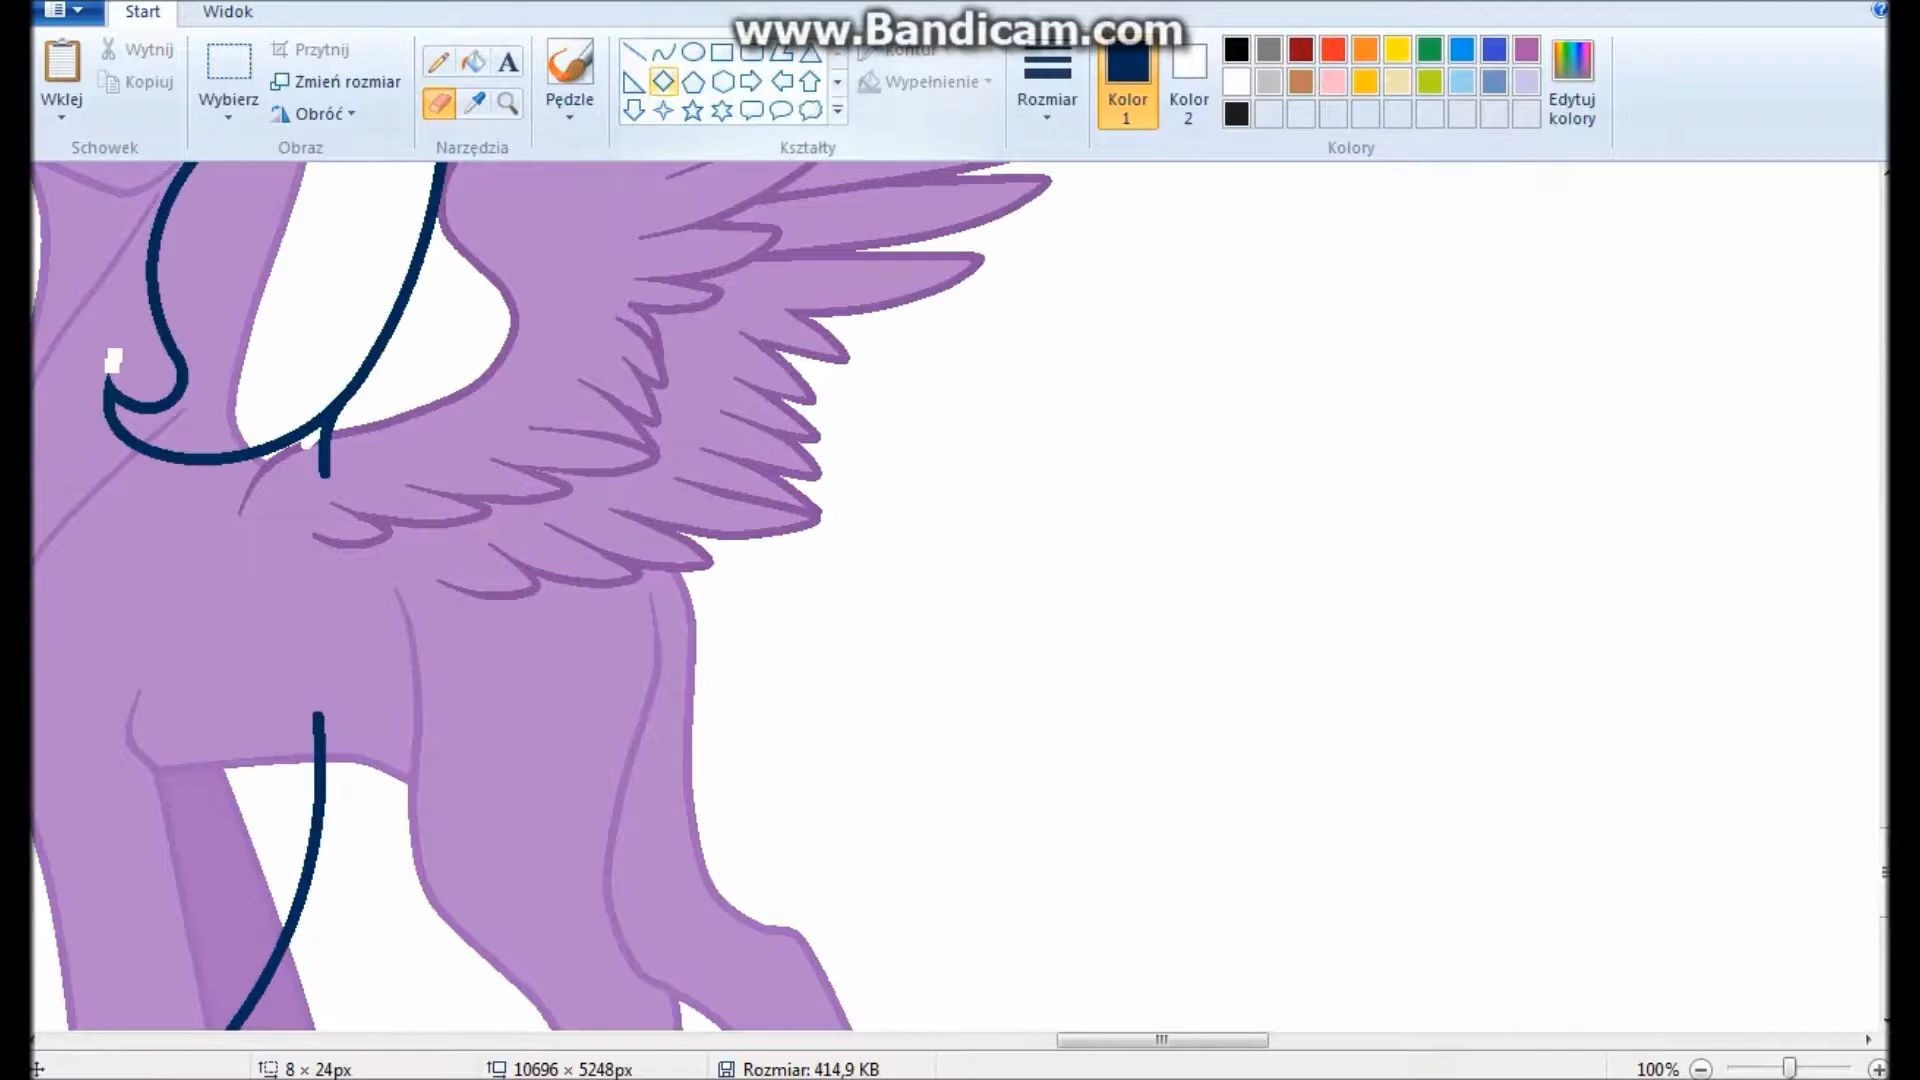 www.Bandicam.com
Start Widok
Wklej
Wytnij
Kopiuj
Schowek
Wybierz
Przytnij
Zmień rozmiar
Obróć
Obraz
A
Narzędzia
Pędzle
Kontur
Wypełnienie
Kształty
Rozmiar
Kolor
1
Kolor
2
Kolory
Edytuj
kolory
8 × 24px
10696 × 5248px
Rozmiar: 414,9 KB
100%